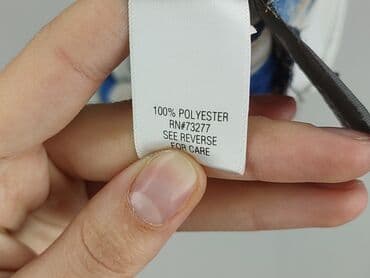 100% POLYESTER
RN#73277
SEE REVERSE
FOR CARE